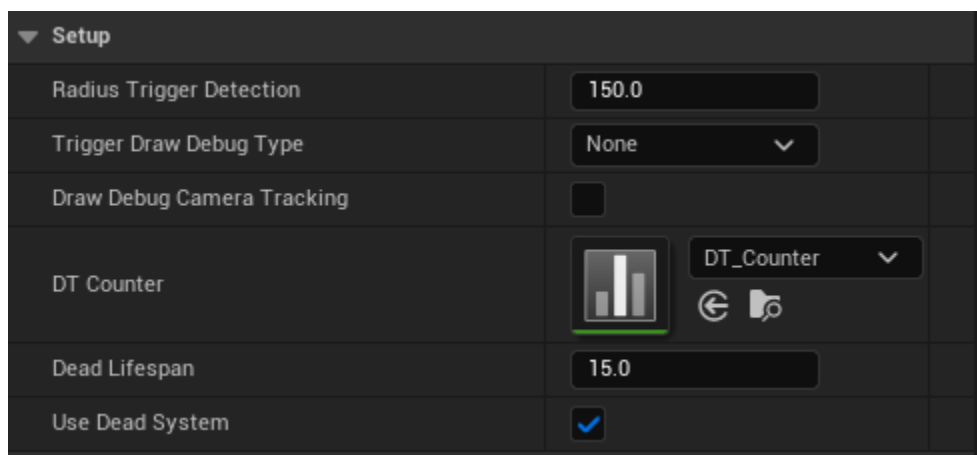 Setup
Radius Trigger Detection 150.0
Trigger Draw Debug Type None
Draw Debug Camera Tracking
DT Counter DT_Counter
Dead Lifespan 15.0
Use Dead System